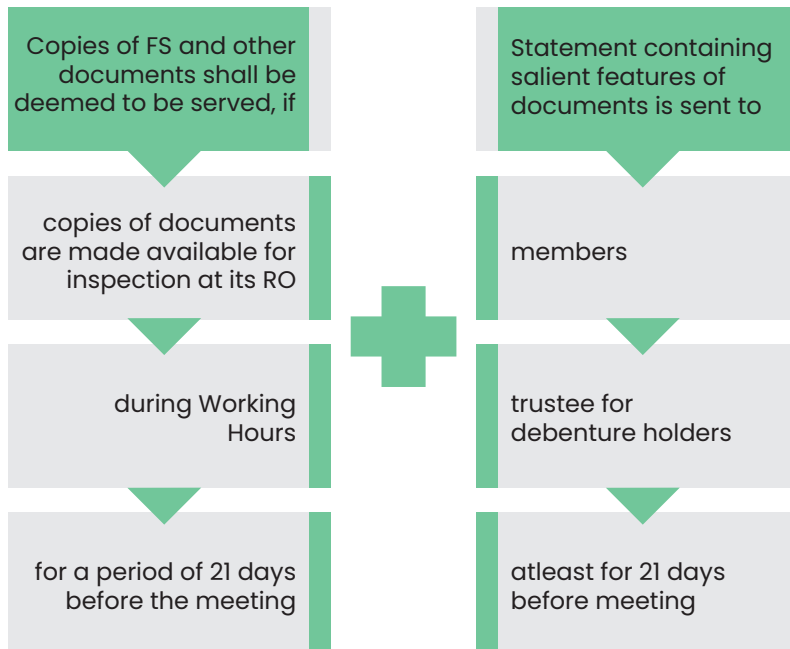 Copies of FS and other
documents shall be
deemed to be served, if
copies of documents
are made available for
inspection at its RO
during Working
Hours
for a period of 21 days
before the meeting
Statement containing
salient features of
documents is sent to
members
trustee for
debenture holders
atleast for 21 days
before meeting